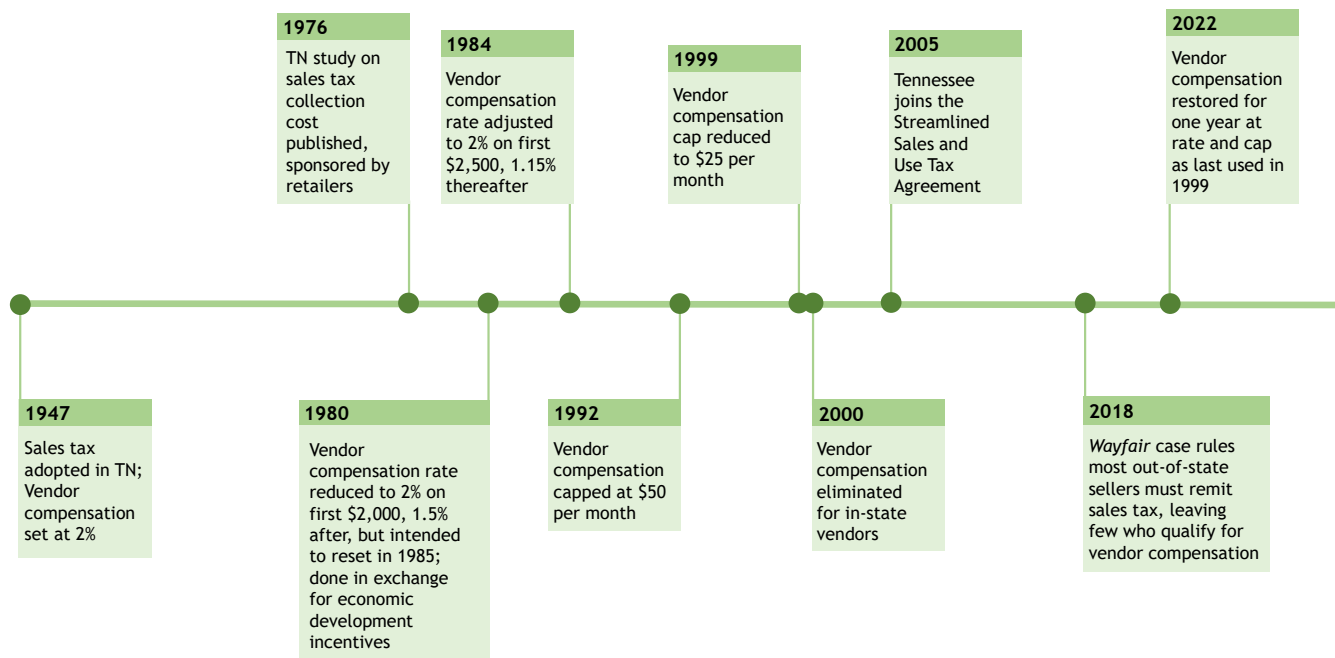 1976
TN study on
sales tax
collection
cost
published,
sponsored by
retailers
1984
Vendor
compensation
rate adjusted
to 2% on first
$2,500, 1.15%
thereafter
1999
Vendor
compensation
cap reduced
to $25 per
month
2005
Tennessee
joins the
Streamlined
Sales and
Use Tax
Agreement
2022
Vendor
compensation
restored for
one year at
rate and cap
as last used in
1999
1947
Sales tax
adopted in TN;
Vendor
compensation
set at 2%
1980
Vendor
compensation rate
reduced to 2% on
first $2,000, 1.5%
after, but intended
to reset in 1985;
done in exchange
for economic
development
incentives
1992
Vendor
compensation
capped at $50
per month
2000
Vendor
compensation
eliminated
for in-state
vendors
2018
Wayfair case rules
most out-of-state
sellers must remit
sales tax, leaving
few who qualify for
vendor compensation